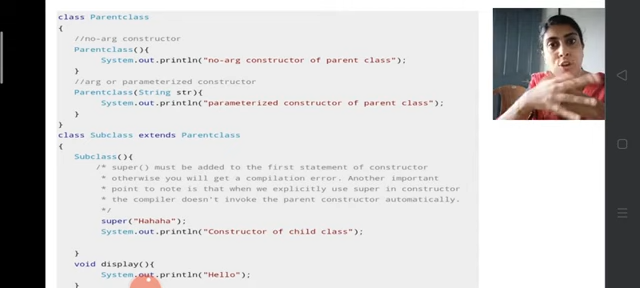 class Parentclass
{
//no-arg constructor
Parentclass(){
System.out.println("no-arg constructor of parent class");
}
//arg or parameterized constructor
Parentclass(String str){
System.out.println("parameterized constructor of parent class");
}
}
class Subclass extends Parentclass
{
Subclass(){
/* super() must be added to the first statement of constructor
* otherwise you will get a compilation error. Another important
* point to note is that when we explicitly use super in constructor
* the compiler doesn't invoke the parent constructor automatically.
*/
super("Hahaha");
System.out.println("Constructor of child class");
}
void display(){
System.out.println("Hello");
}